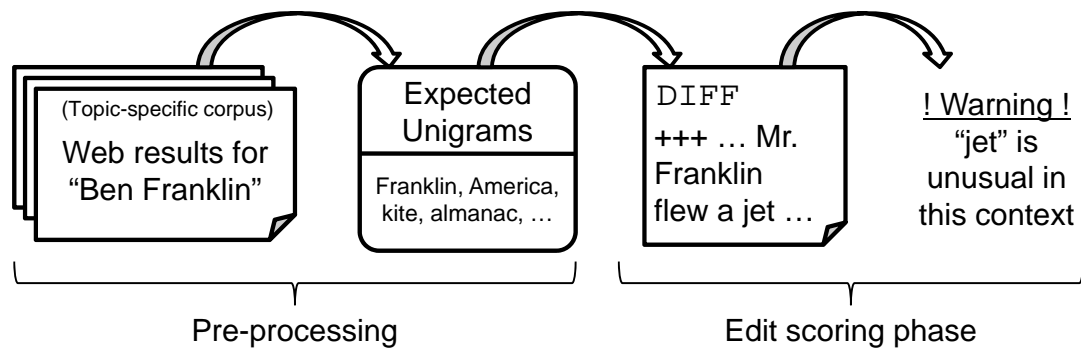 (Topic-specific corpus)
Web results for
“Ben Franklin”
Expected
Unigrams
Franklin, America,
kite, almanac, …
DIFF
+++ … Mr.
Franklin
flew a jet …
! Warning !
“jet” is
unusual in
this context
Pre-processing
Edit scoring phase